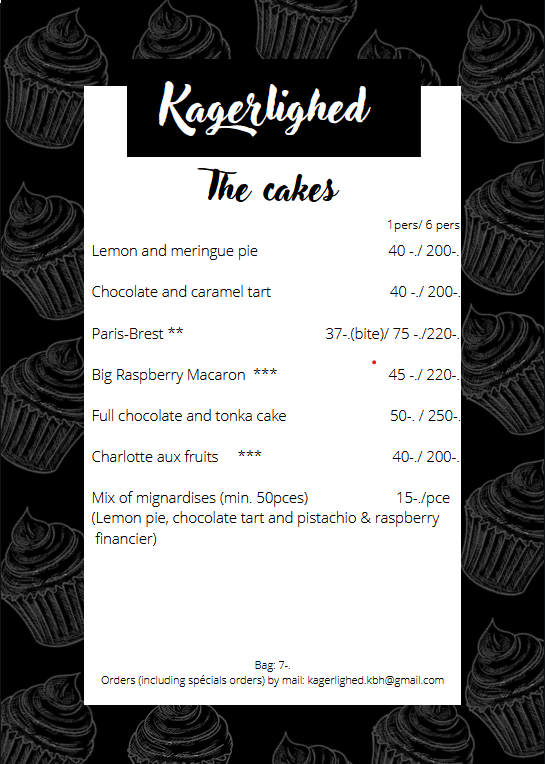 Kagerlighed
The cakes
1pers/ 6 pers
Lemon and meringue pie 40 -./ 200-.
Chocolate and caramel tart 40 -./ 200-.
Paris-Brest ** 37-.(bite)/ 75 -./220-.
Big Raspberry Macaron *** 45 -./ 220-.
Full chocolate and tonka cake 50-. / 250-.
Charlotte aux fruits *** 40-./ 200-.
Mix of mignardises (min. 50pces) 15-./pce
(Lemon pie, chocolate tart and pistachio & raspberry
financier)
Bag: 7-.
Orders (including spécials orders) by mail: kagerlighed.kbh@gmail.com